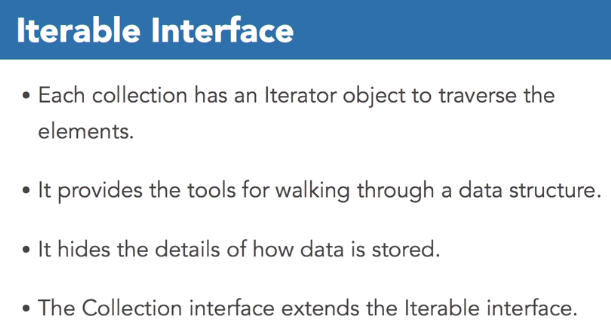 Iterable Interface
• Each collection has an Iterator object to traverse the
elements.
• It provides the tools for walking through a data structure.
• It hides the details of how data is stored.
• The Collection interface extends the Iterable interface.